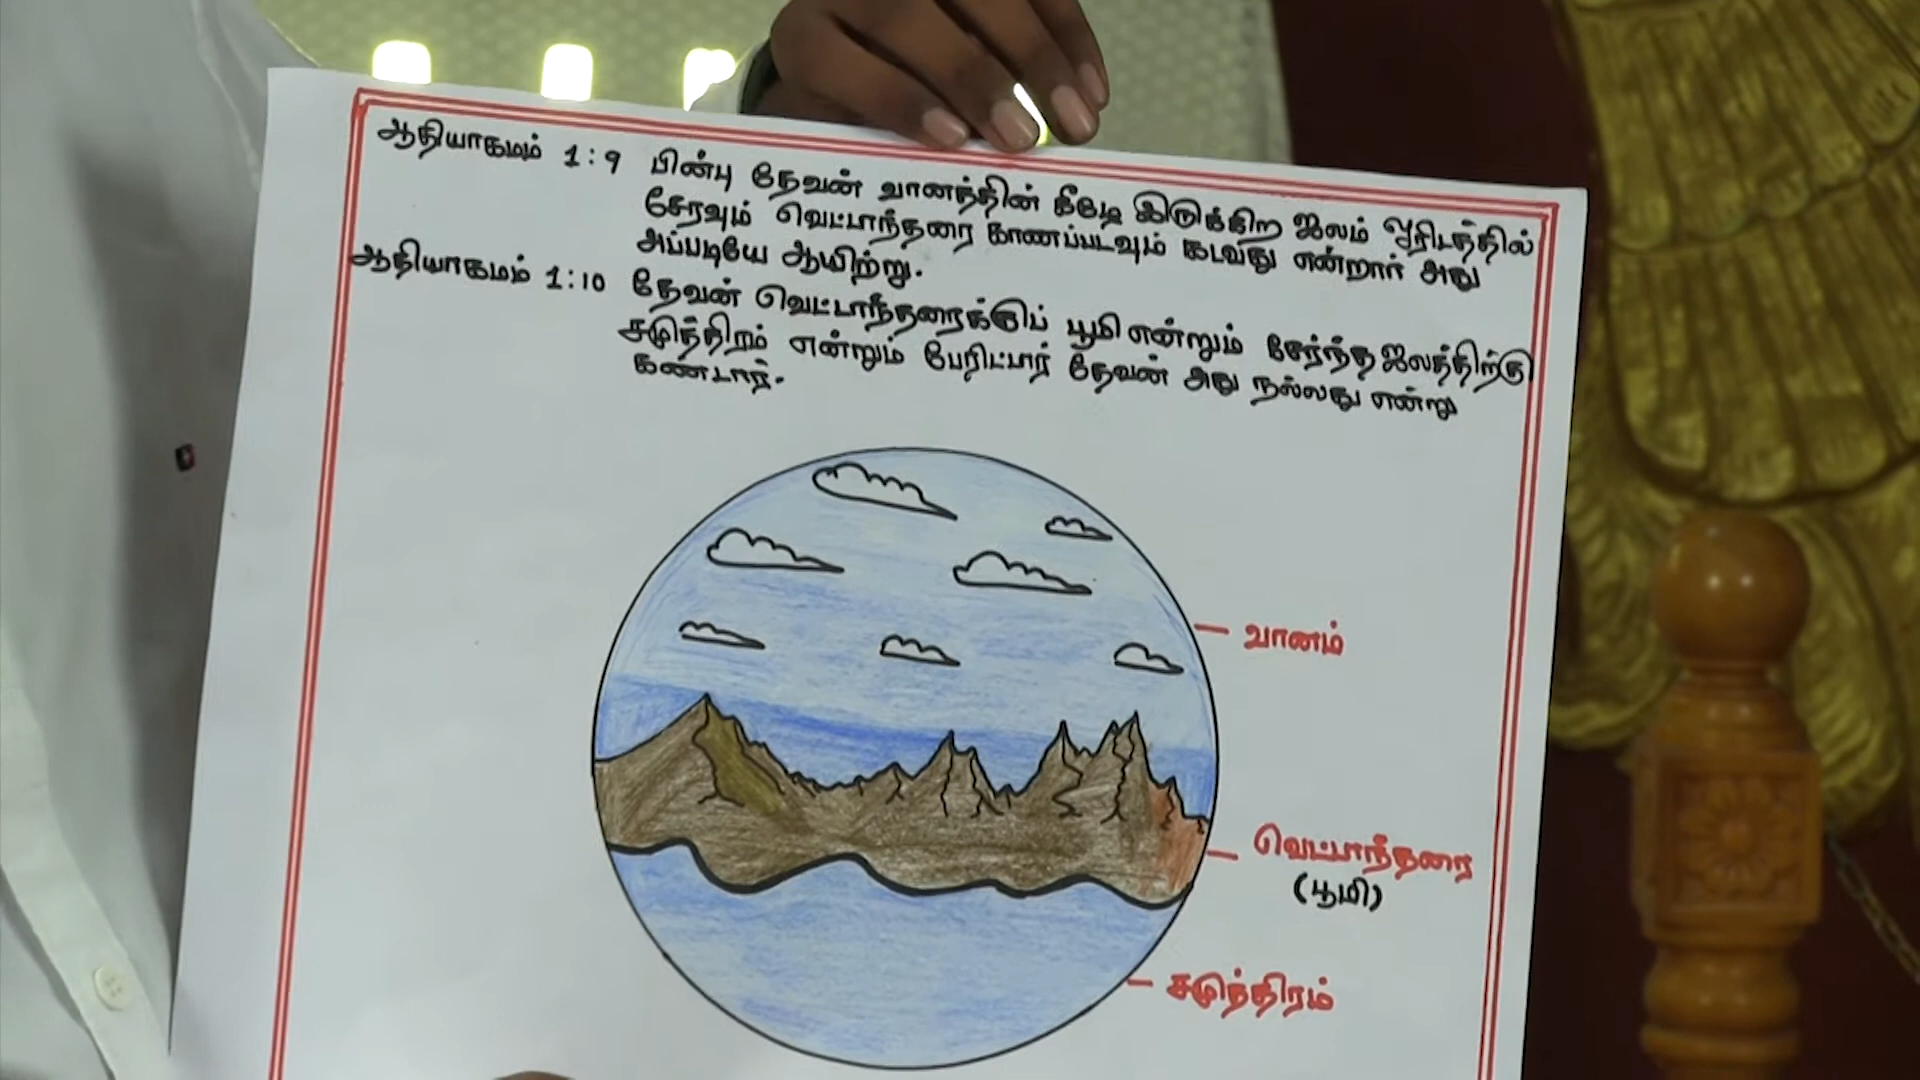 ஆதியாகமம் 1:9 பின்பு தேவன் வானத்தின் கீழே இருக்கிற ஜலம் ஓரிடத்தில்
சேரவும் வெட்டாந்தரை காணப்படவும் கடவது என்றார் அது
அப்படியே ஆயிற்று.
ஆதியாகமம் 1:10 தேவன் வெட்டாந்தரைக்குப் பூமி என்றும் சேர்ந்த ஜலத்திற்கு
சமுத்திரம் என்றும் பேரிட்டார் தேவன் அது நல்லது என்று
கண்டார்.
வானம்
வெட்டாந்தரை
(பூமி)
சமுத்திரம்